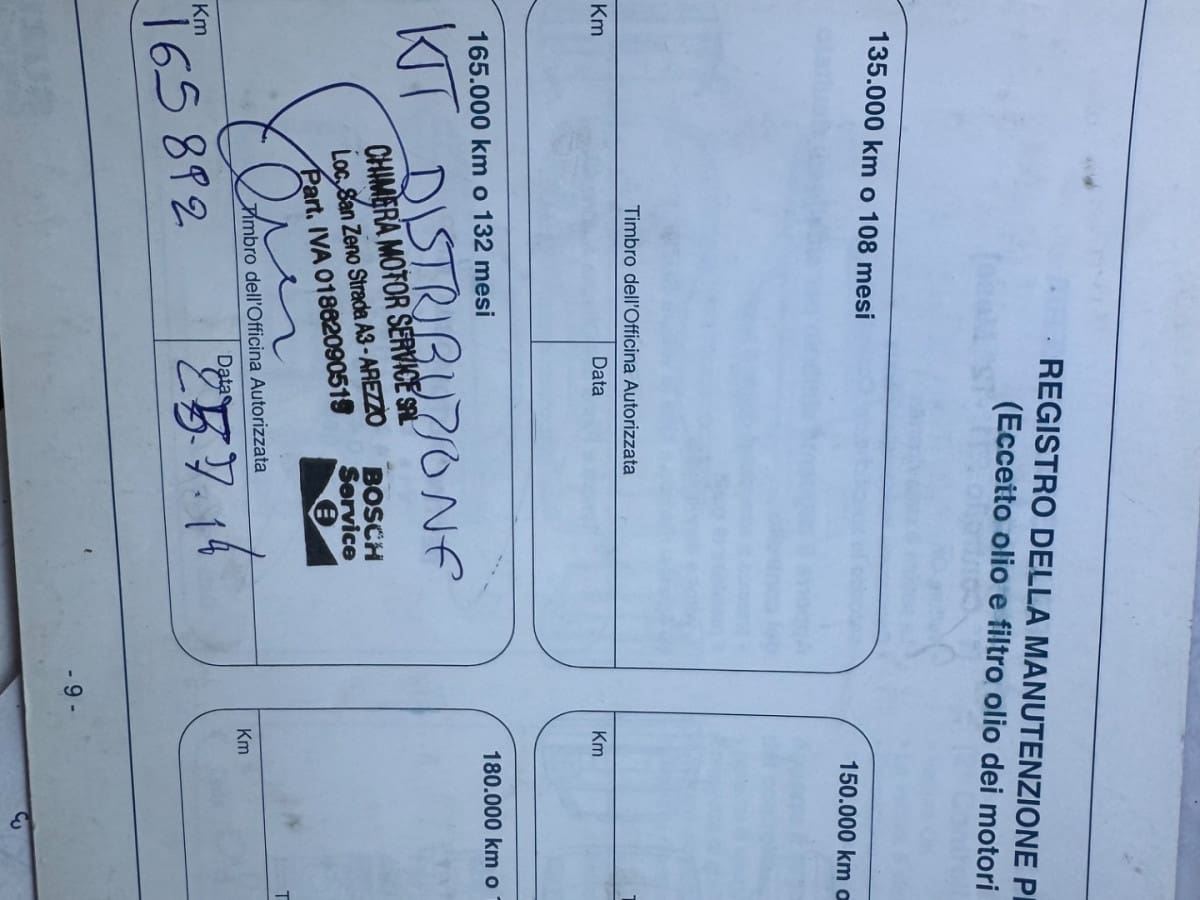 REGISTRO DELLA MANUTENZIONE
(Eccetto olio e filtro olio dei motori
135.000 km o 108 mesi
Timbro dell'Officina Autorizzata
Km
Data
150.000 km o
Km
165.000 km o 132 mesi
KIT DISTRIBUZIONE
CHIMERA MOTOR SERVICE SRL
Loc. San Zeno Strada A3 - AREZZO
Part. IVA 01862090519
BOSCH
Service
Timbro dell'Officina Autorizzata
Km
165892
Data
180.000 km o
Km
- 9 -